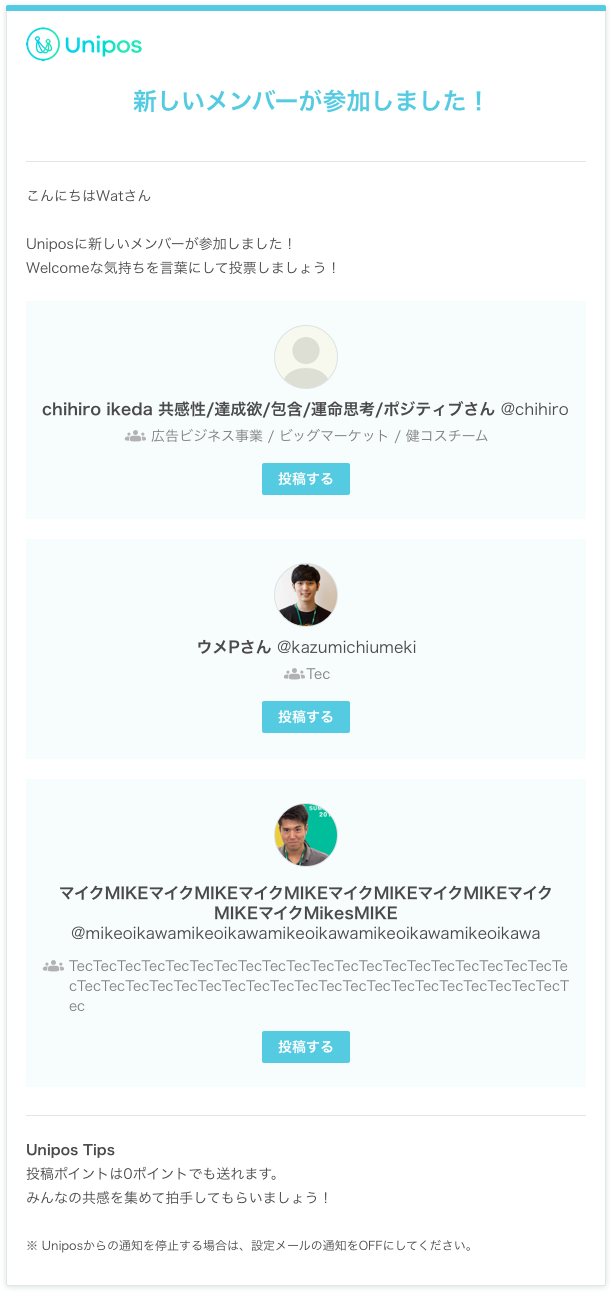 Unipos
新しいメンバーが参加しました！
こんにちはWatさん
Uniposに新しいメンバーが参加しました！
Welcomeな気持ちを言葉にして投票しましょう！
chihiro ikeda 共感性/達成欲/包含/運命思考/ポジティブさん @chihiro
広告ビジネス事業 / ビッグマーケット / 健コスチーム
投稿する
ウメPさん @kazumichiumeki
Tec
投稿する
マイクMIKEマイクMIKEマイクMIKEマイクMIKEマイクMIKEマイク
MIKEマイクMikesMIKE
@mikeoikawamikeoikawamikeoikawamikeoikawamikeoikawa
TecTecTecTecTecTecTecTecTecTecTecTecTecTecTecTecTecTecTecTecTe
cTecTecTecTecTecTecTecTecTecTecTecTecTecTecTecTecTecTecTecTecT
ec
投稿する
Unipos Tips
投稿ポイントは0ポイントでも送れます。
みんなの共感を集めて拍手してもらいましょう！
※ Uniposからの通知を停止する場合は、設定メールの通知をOFFにしてください。